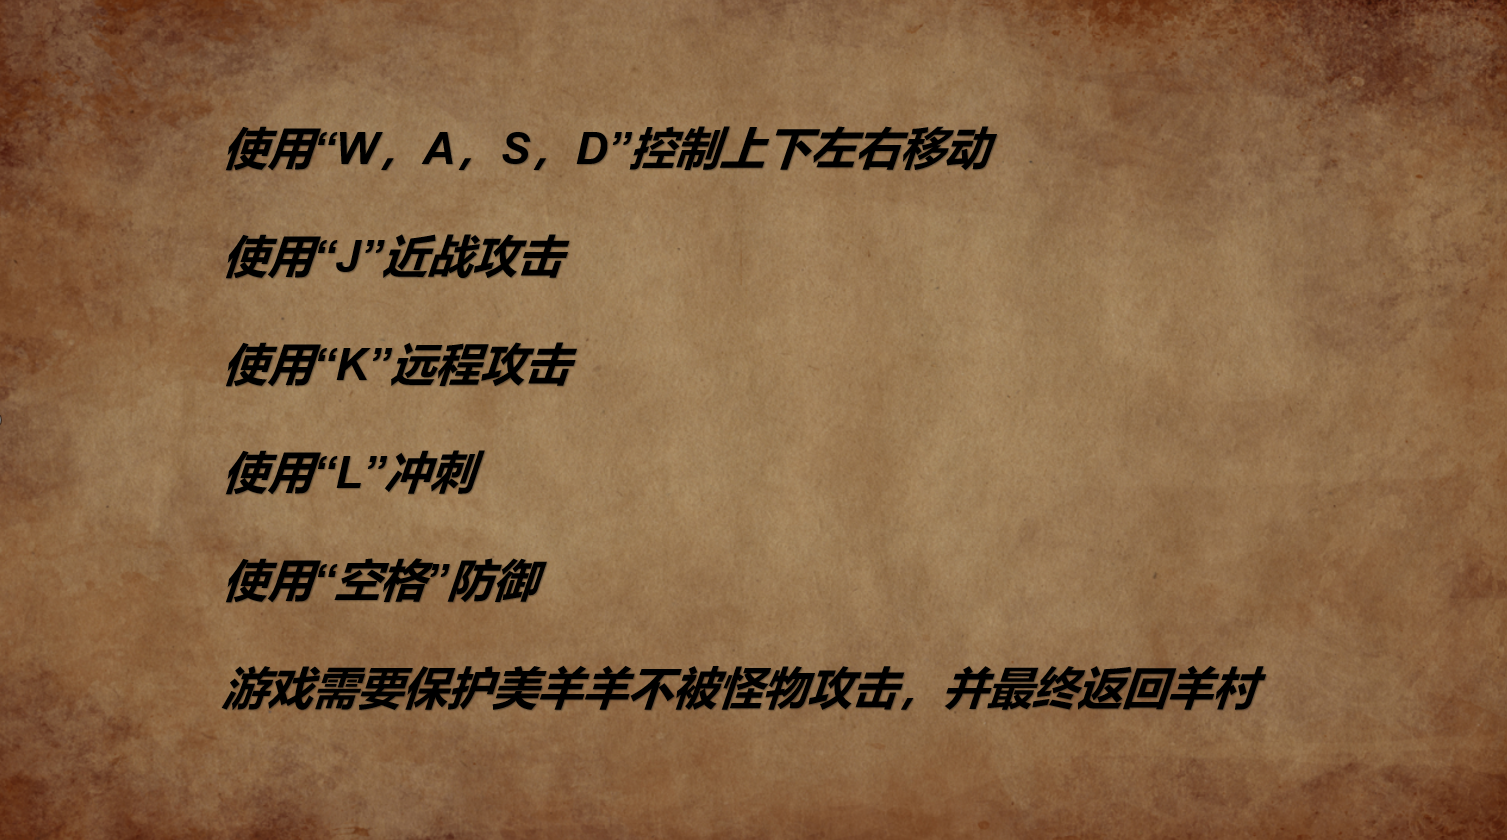 使用“W，A，S，D”控制上下左右移动
使用“J”近战攻击
使用“K”远程攻击
使用“L”冲刺
使用“空格”防御
游戏需要保护美羊羊不被怪物攻击，并最终返回羊村